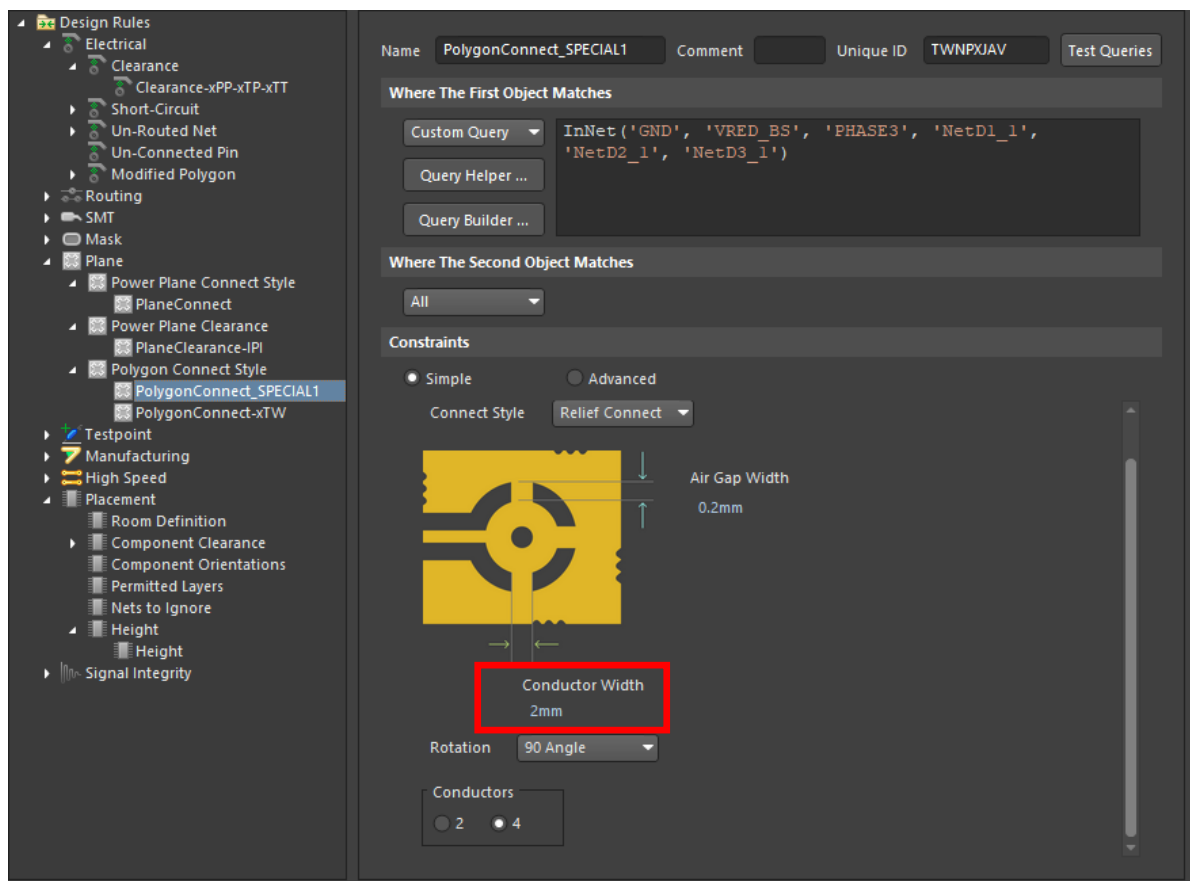 Design Rules
Electrical
Clearance
Clearance-xPP-xTP-xTT
Short-Circuit
Un-Routed Net
Un-Connected Pin
Modified Polygon
Routing
SMT
Mask
Plane
Power Plane Connect Style
PlaneConnect
Power Plane Clearance
PlaneClearance-IPI
Polygon Connect Style
PolygonConnect_SPECIAL1
PolygonConnect-xTW
Testpoint
Manufacturing
High Speed
Placement
Room Definition
Component Clearance
Component Orientations
Permitted Layers
Nets to Ignore
Height
Height
Signal Integrity
Name PolygonConnect_SPECIAL1 Comment Unique ID TWNPXJAV Test Queries
Where The First Object Matches
Custom Query
Query Helper ...
Query Builder ...
InNet('GND', 'VRED_BS', 'PHASE3', 'NetD1_1',
'NetD2_1', 'NetD3_1')
Where The Second Object Matches
All
Constraints
Simple Advanced
Connect Style Relief Connect
Air Gap Width
0.2mm
Conductor Width
2mm
Rotation 90 Angle
Conductors
2 4